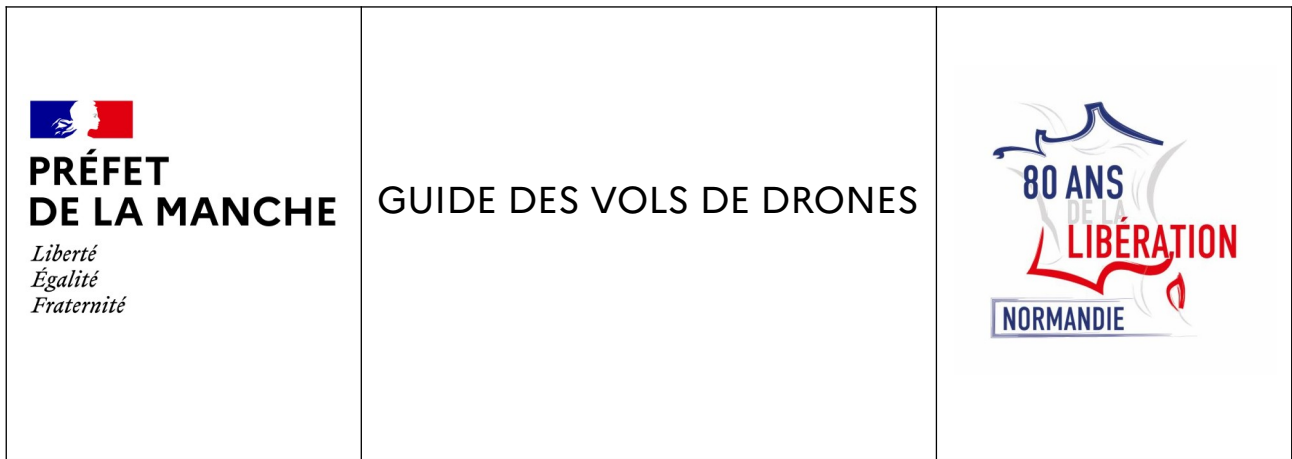 PRÉFET
DE LA MANCHE
Liberté
Égalité
Fraternité
GUIDE DES VOLS DE DRONES
80 ANS
DE LA
LIBÉRATION
NORMANDIE